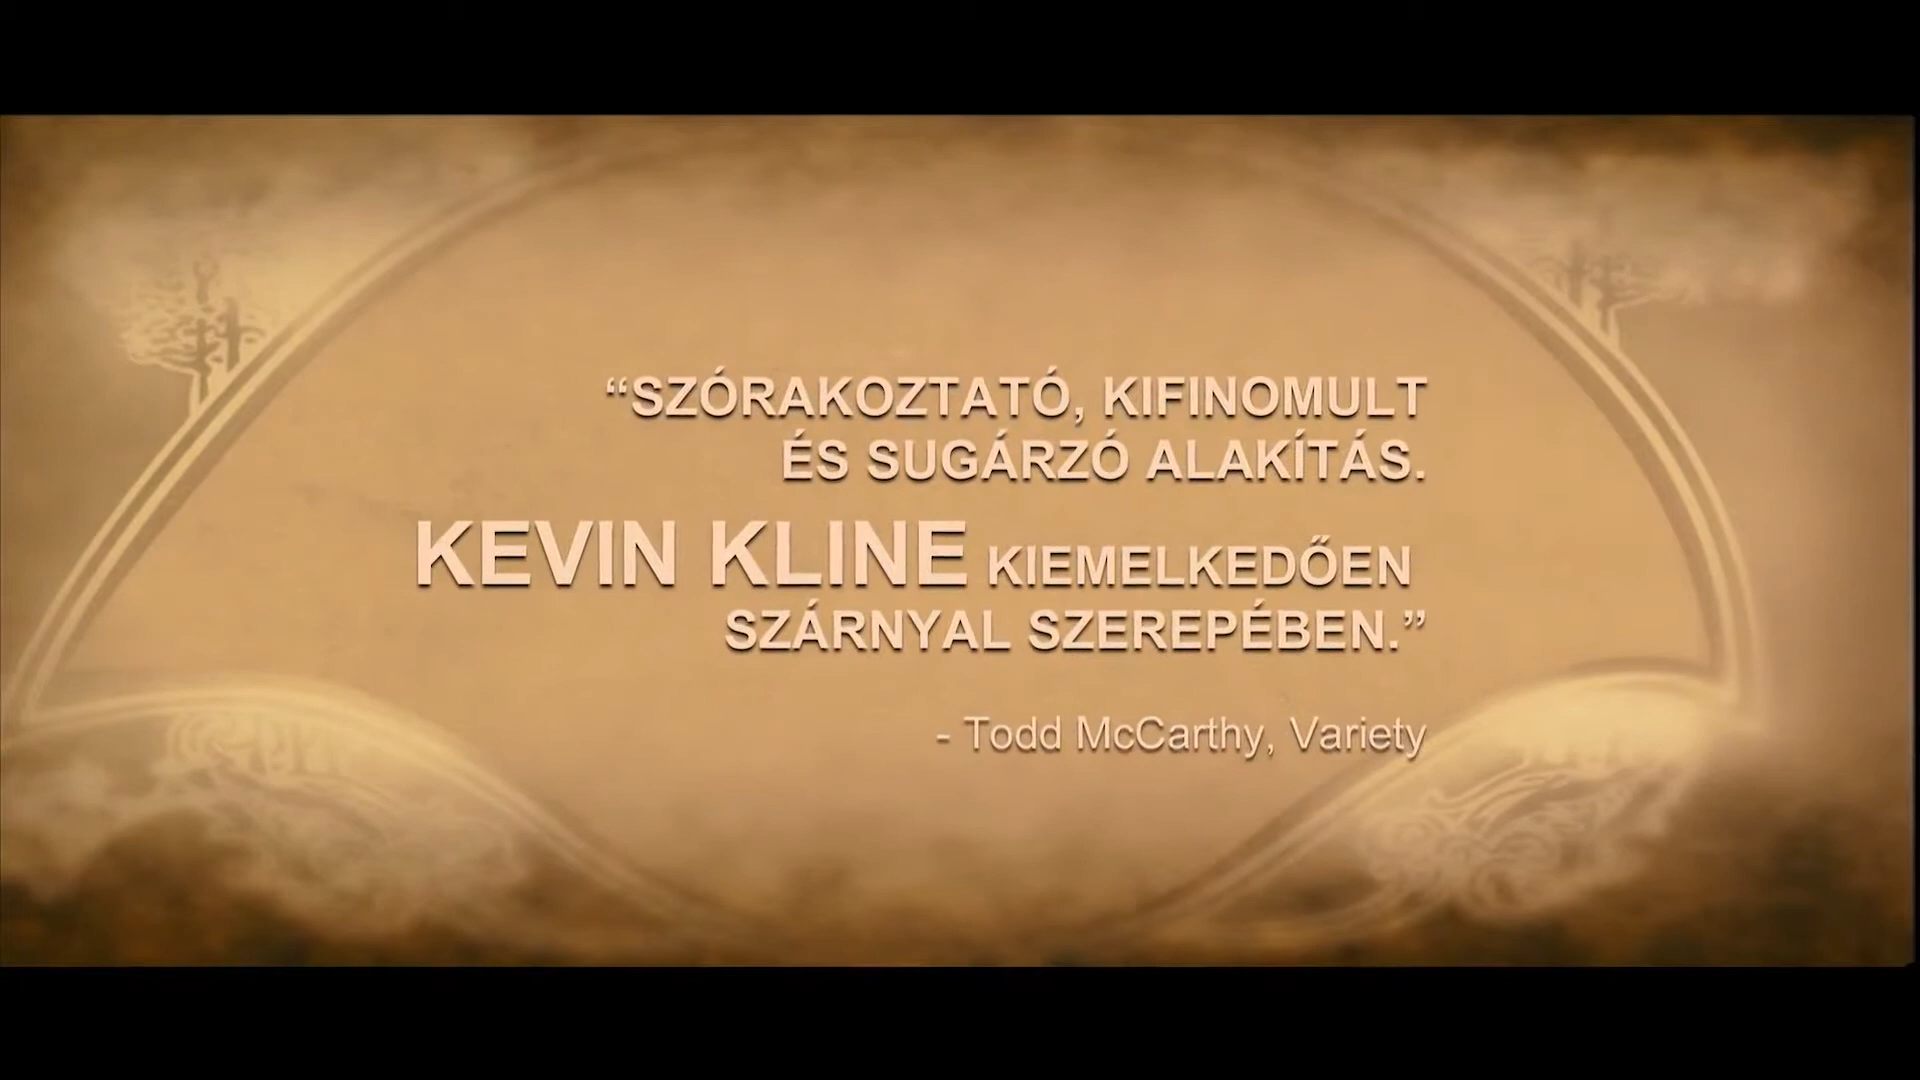 “SZÓRAKOZTATÓ, KIFINOMULT
ÉS SUGÁRZÓ ALAKÍTÁS.
KEVIN KLINE KIEMELKEDŐEN
SZÁRNYAL SZEREPÉBEN.”
- Todd McCarthy, Variety